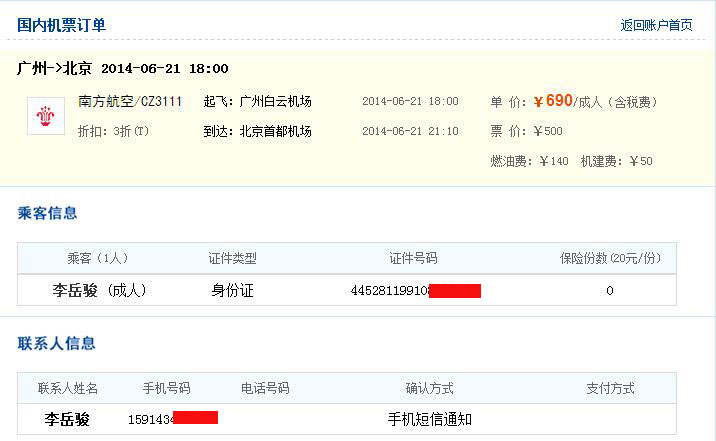 国内机票订单 返回账户首页
广州->北京 2014-06-21 18:00
南方航空/CZ3111 起飞：广州白云机场 2014-06-21 18:00 单 价：￥690/成人（含税费）
折扣：3折(T) 到达：北京首都机场 2014-06-21 21:10 票 价：￥500
燃油费：￥140 机建费：￥50
乘客信息
乘客（1人） 证件类型 证件号码 保险份数(20元/份)
李岳骏 (成人) 身份证 445281199108 0
联系人信息
联系人姓名 手机号码 电话号码 确认方式 支付方式
李岳骏 1591434 手机短信通知